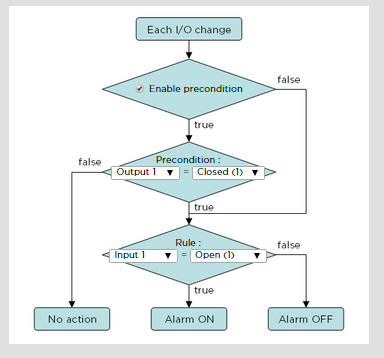 Each I/O change
false
Enable precondition
true
false
Precondition :
Output 1 = Closed (1)
true
Rule :
false
Input 1 = Open (1)
true
No action
Alarm ON
Alarm OFF